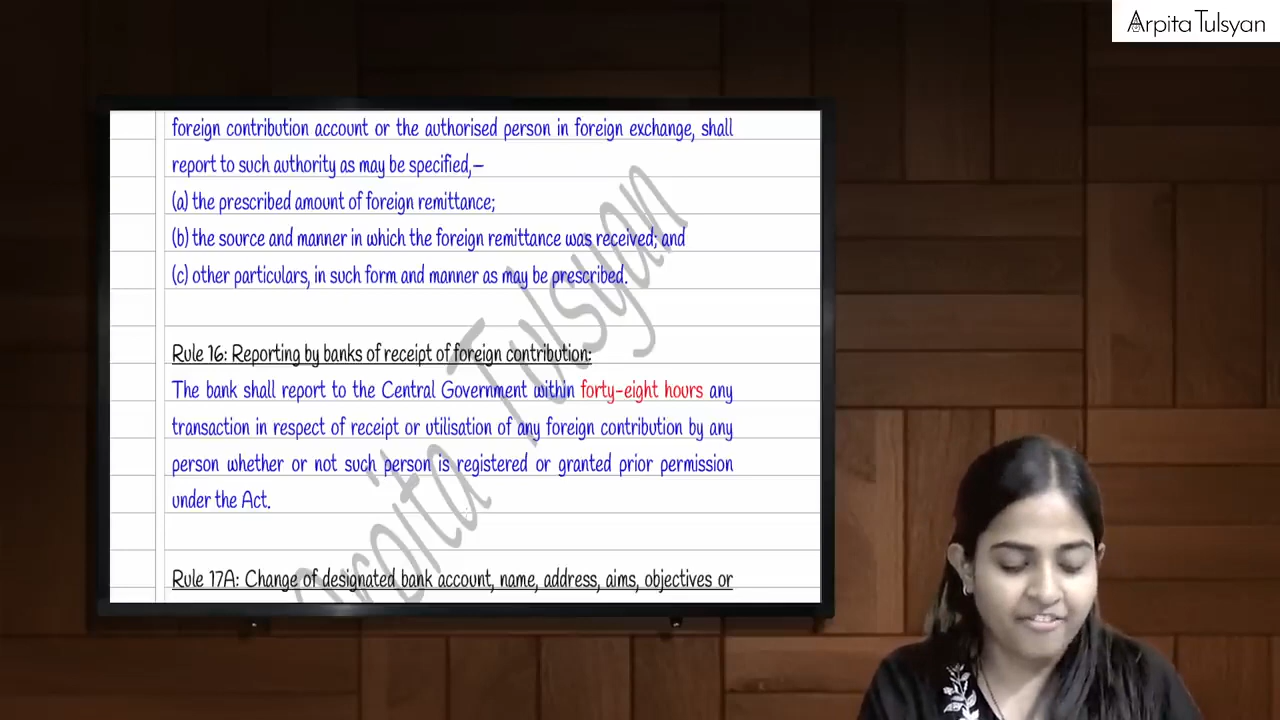 Arpita Tulsyan
foreign contribution account or the authorised person in foreign exchange, shall
report to such authority as may be specified,—
(a) the prescribed amount of foreign remittance;
(b) the source and manner in which the foreign remittance was received; and
(c) other particulars, in such form and manner as may be prescribed.
Rule 16: Reporting by banks of receipt of foreign contribution:
The bank shall report to the Central Government within forty-eight hours any
transaction in respect of receipt or utilisation of any foreign contribution by any
person whether or not such person is registered or granted prior permission
under the Act.
Rule 17A: Change of designated bank account, name, address, aims, objectives or
Arpita Tulsyan